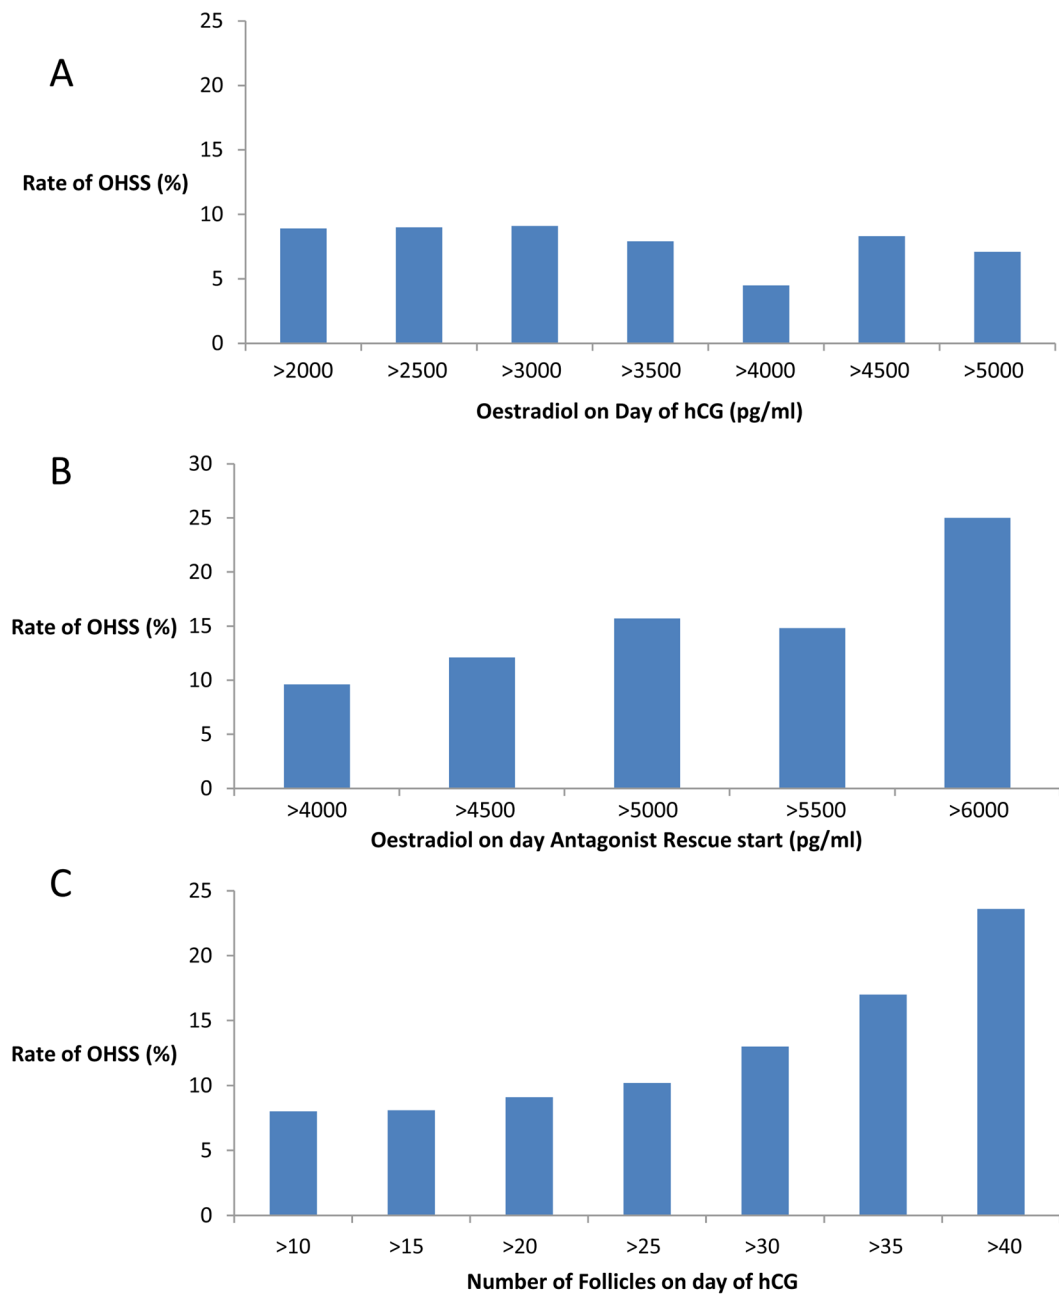 A
25
20
15
10
5
0
Rate of OHSS (%)
>2000 >2500 >3000 >3500 >4000 >4500 >5000
Oestradiol on Day of hCG (pg/ml)
B
30
25
20
15
10
5
0
Rate of OHSS (%)
>4000 >4500 >5000 >5500 >6000
Oestradiol on day Antagonist Rescue start (pg/ml)
C
25
20
15
10
5
0
Rate of OHSS (%)
>10 >15 >20 >25 >30 >35 >40
Number of Follicles on day of hCG